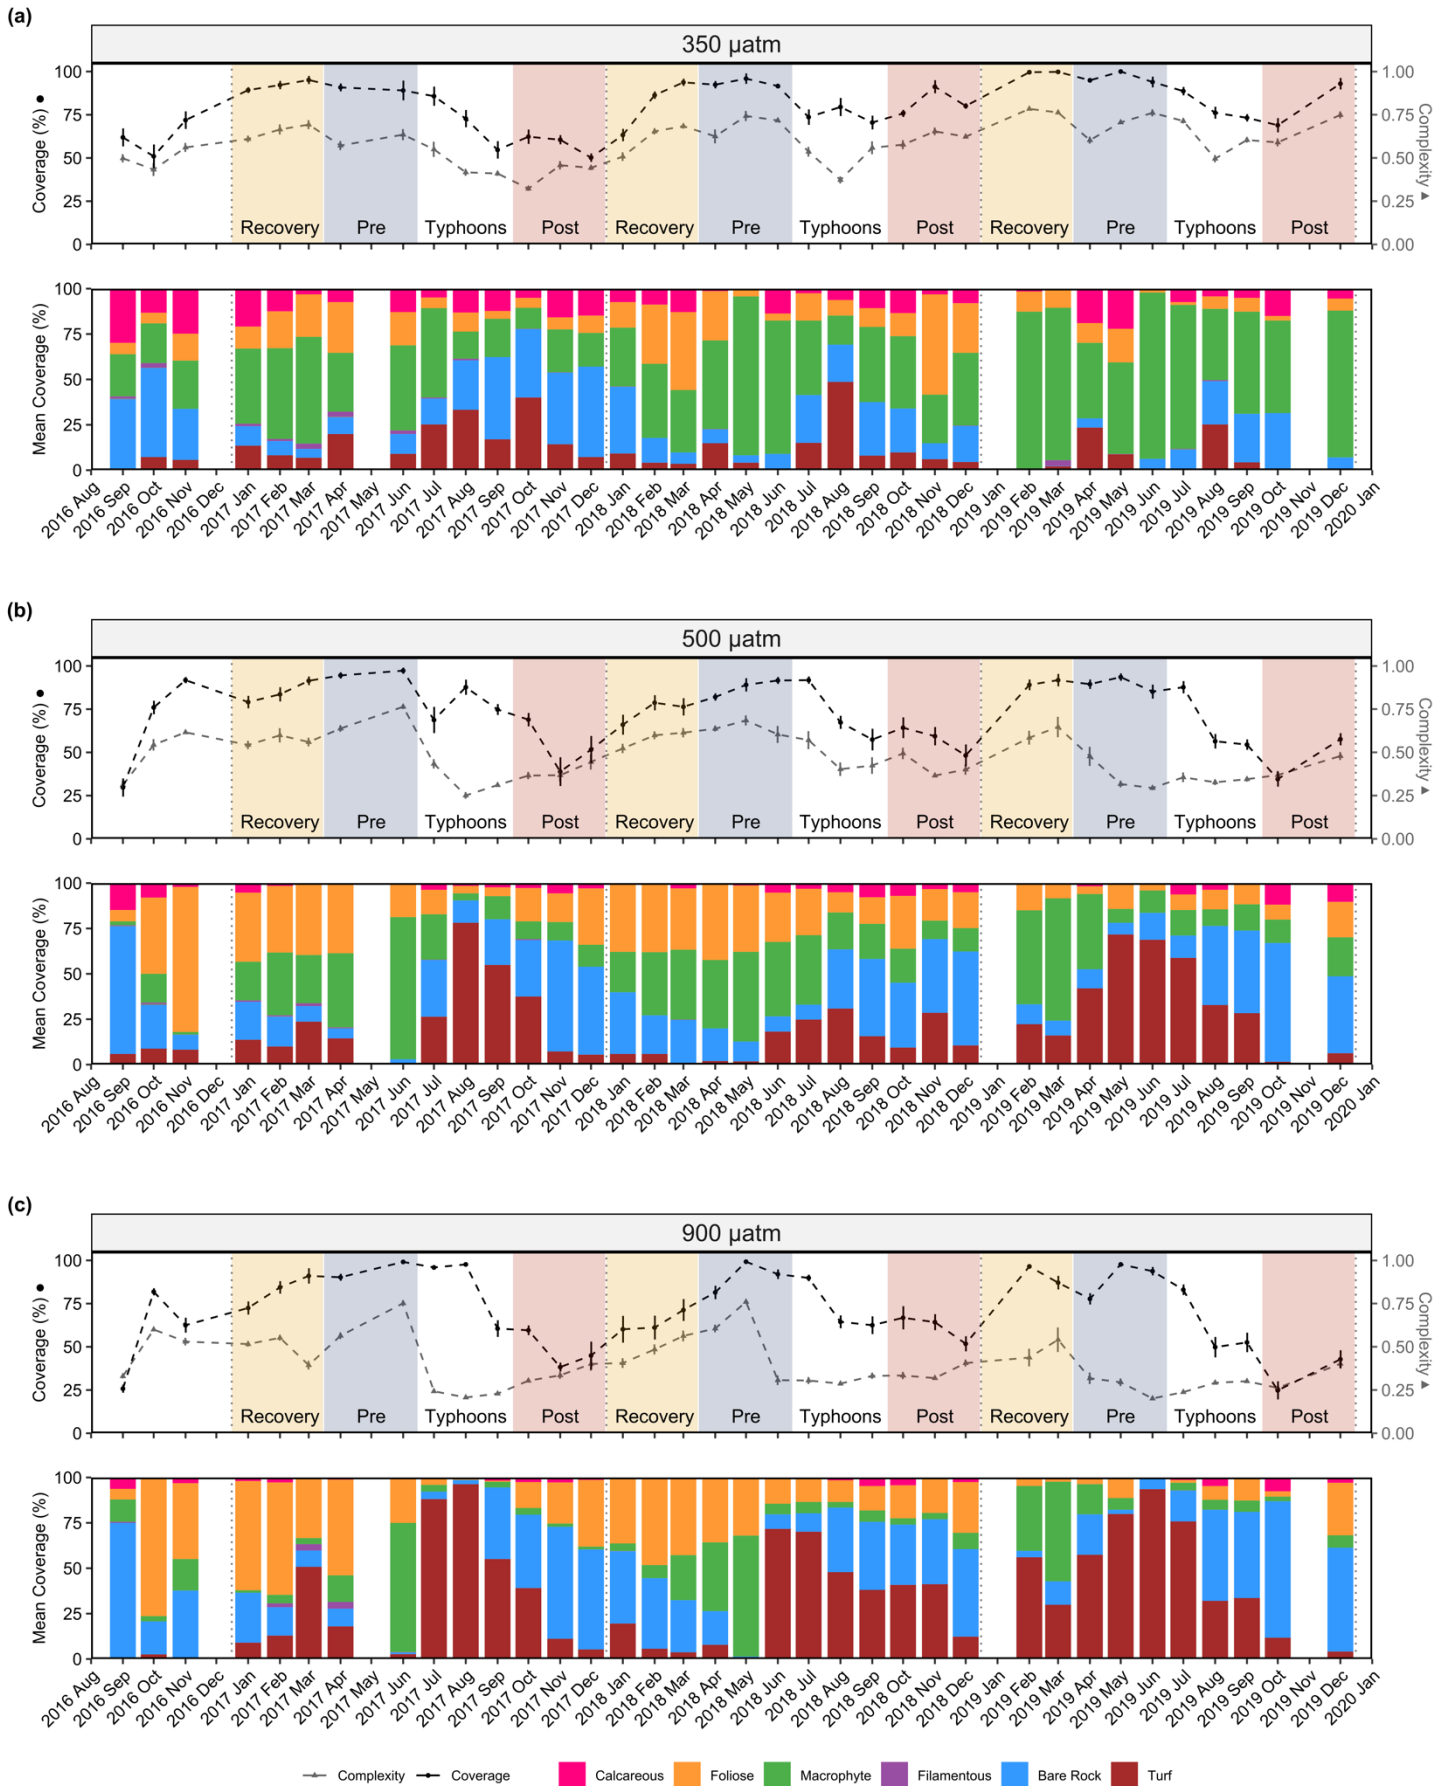 (a)
350 µatm
100
75
50
25
0
Coverage (%) ●
1.00
0.75
0.50
0.25
0.00
Complexity ▲
Recovery Pre Typhoons Post Recovery Pre Typhoons Post Recovery Pre Typhoons Post
100
75
50
25
0
Mean Coverage (%)
2016 Aug 2016 Sep 2016 Oct 2016 Nov 2016 Dec 2017 Jan 2017 Feb 2017 Mar 2017 Apr 2017 May 2017 Jun 2017 Jul 2017 Aug 2017 Sep 2017 Oct 2017 Nov 2017 Dec 2018 Jan 2018 Feb 2018 Mar 2018 Apr 2018 May 2018 Jun 2018 Jul 2018 Aug 2018 Sep 2018 Oct 2018 Nov 2018 Dec 2019 Jan 2019 Feb 2019 Mar 2019 Apr 2019 May 2019 Jun 2019 Jul 2019 Aug 2019 Sep 2019 Oct 2019 Nov 2019 Dec 2020 Jan
(b)
500 µatm
100
75
50
25
0
Coverage (%) ●
1.00
0.75
0.50
0.25
0.00
Complexity ▲
Recovery Pre Typhoons Post Recovery Pre Typhoons Post Recovery Pre Typhoons Post
100
75
50
25
0
Mean Coverage (%)
2016 Aug 2016 Sep 2016 Oct 2016 Nov 2016 Dec 2017 Jan 2017 Feb 2017 Mar 2017 Apr 2017 May 2017 Jun 2017 Jul 2017 Aug 2017 Sep 2017 Oct 2017 Nov 2017 Dec 2018 Jan 2018 Feb 2018 Mar 2018 Apr 2018 May 2018 Jun 2018 Jul 2018 Aug 2018 Sep 2018 Oct 2018 Nov 2018 Dec 2019 Jan 2019 Feb 2019 Mar 2019 Apr 2019 May 2019 Jun 2019 Jul 2019 Aug 2019 Sep 2019 Oct 2019 Nov 2019 Dec 2020 Jan
(c)
900 µatm
100
75
50
25
0
Coverage (%) ●
1.00
0.75
0.50
0.25
0.00
Complexity ▲
Recovery Pre Typhoons Post Recovery Pre Typhoons Post Recovery Pre Typhoons Post
100
75
50
25
0
Mean Coverage (%)
2016 Aug 2016 Sep 2016 Oct 2016 Nov 2016 Dec 2017 Jan 2017 Feb 2017 Mar 2017 Apr 2017 May 2017 Jun 2017 Jul 2017 Aug 2017 Sep 2017 Oct 2017 Nov 2017 Dec 2018 Jan 2018 Feb 2018 Mar 2018 Apr 2018 May 2018 Jun 2018 Jul 2018 Aug 2018 Sep 2018 Oct 2018 Nov 2018 Dec 2019 Jan 2019 Feb 2019 Mar 2019 Apr 2019 May 2019 Jun 2019 Jul 2019 Aug 2019 Sep 2019 Oct 2019 Nov 2019 Dec 2020 Jan
Complexity Coverage Calcareous Foliose Macrophyte Filamentous Bare Rock Turf